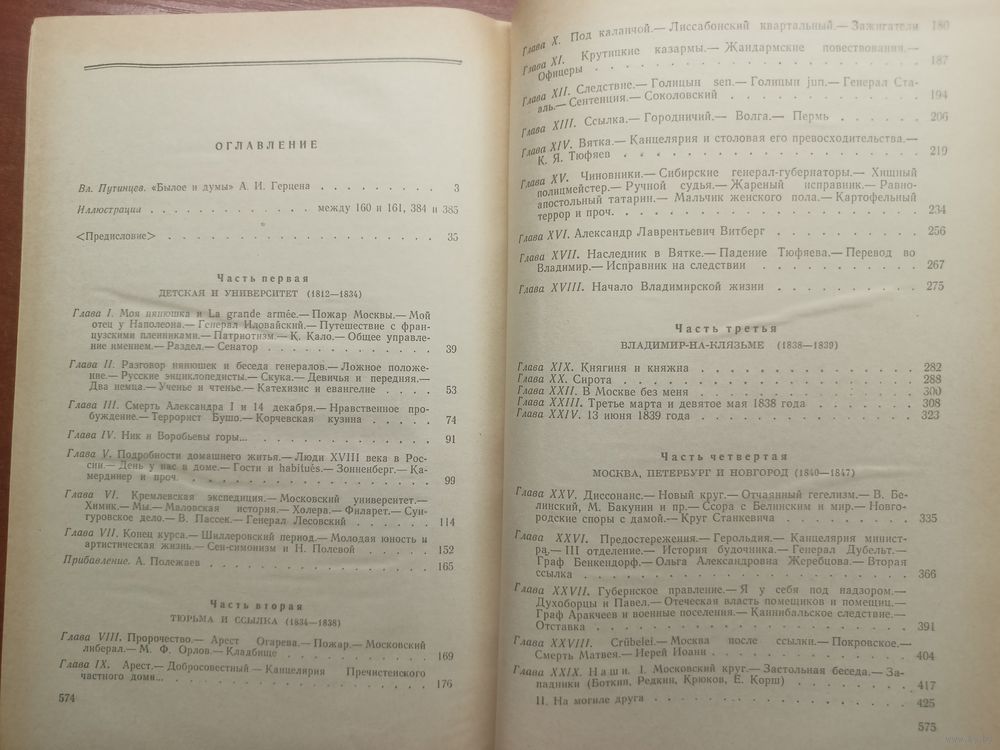 ОГЛАВЛЕНИЕ
Вл. Путинцев. «Былое и думы» А. И. Герцена . . . . . . . . 3
Иллюстрации . . . . . . . . . . . . . между 160 и 161, 384 и 385
<Предисловие> . . . . . . . . . . . . . . . . . . . . 35
Часть первая
ДЕТСКАЯ И УНИВЕРСИТЕТ (1812—1834)
Глава I. Моя нянюшка и La grande armée.— Пожар Москвы.— Мой
отец у Наполеона.— Генерал Иловайский.— Путешествие с фран-
цузскими пленниками.— Патриотизм.— К. Кало.— Общее управле-
ние имением.— Раздел.— Сенатор . . . . . . . . . . . . 39
Глава II. Разговор нянюшек и беседа генералов.— Ложное положе-
ние.— Русские энциклопедисты.— Скука.— Девичья и передняя.—
Два немца.— Ученье и чтенье.— Катехизис и евангелие . . . . 53
Глава III. Смерть Александра I и 14 декабря.— Нравственное про-
буждение.— Террорист Бушо.— Корчевская кузина . . . . . 74
Глава IV. Ник и Воробьевы горы... . . . . . . . . . . . . 91
Глава V. Подробности домашнего житья.— Люди XVIII века в Рос-
сии.— День у нас в доме.— Гости и habitués.— Зонненберг.— Ка-
мердинер и проч. . . . . . . . . . . . . . . . . . 99
Глава VI. Кремлевская экспедиция.— Московский университет.—
Химик.— Мы.— Маловская история.— Холера.— Филарет.— Сун-
гуровское дело.— В. Пассек.— Генерал Лесовский . . . . . . 114
Глава VII. Конец курса.— Шиллеровский период.— Молодая юность и
артистическая жизнь.— Сен-симонизм и Н. Полевой . . . . . 152
Прибавление. А. Полежаев . . . . . . . . . . . . . . . 165
Часть вторая
ТЮРЬМА И ССЫЛКА (1834—1838)
Глава VIII. Пророчество.— Арест Огарева.— Пожар.— Московский
либерал.— М. Ф. Орлов.— Кладбище . . . . . . . . . . . 169
Глава IX. Арест.— Добросовестный — Канцелярия Пречистенского
частного дома... . . . . . . . . . . . . . . . . . . 176
574
Глава X. Под каланчой.— Лиссабонский квартальный.— Зажигатели 180
Глава XI. Крутицкие казармы.— Жандармские повествования.—
Офицеры . . . . . . . . . . . . . . . . . . . . 187
Глава XII. Следствие.— Голицын sen.— Голицын jun.— Генерал Ста-
аль.— Сентенция.— Соколовский . . . . . . . . . . . . 194
Глава XIII. Ссылка.— Городничий.— Волга.— Пермь . . . . . . 206
Глава XIV. Вятка.— Канцелярия и столовая его превосходительства.—
К. Я. Тюфяев . . . . . . . . . . . . . . . . . . . 219
Глава XV. Чиновники.— Сибирские генерал-губернаторы.— Хищный
полицмейстер.— Ручной судья.— Жареный исправник.— Равно-
апостольный татарин.— Мальчик женского пола.— Картофельный
террор и проч. . . . . . . . . . . . . . . . . . . 234
Глава XVI. Александр Лаврентьевич Витберг . . . . . . . . . 256
Глава XVII. Наследник в Вятке.— Падение Тюфяева.— Перевод во
Владимир.— Исправник на следствии . . . . . . . . . . 267
Глава XVIII. Начало Владимирской жизни . . . . . . . . . . 275
Часть третья
ВЛАДИМИР-НА-КЛЯЗЬМЕ (1838—1839)
Глава XIX. Княгиня и княжна . . . . . . . . . . . . . . 282
Глава XX. Сирота . . . . . . . . . . . . . . . . . . . 288
Глава XXII. В Москве без меня . . . . . . . . . . . . . 300
Глава XXIII. Третье марта и девятое мая 1838 года . . . . . . 308
Глава XXIV. 13 июня 1839 года . . . . . . . . . . . . . . 323
Часть четвертая
МОСКВА, ПЕТЕРБУРГ И НОВГОРОД (1840—1847)
Глава XXV. Диссонанс.— Новый круг.— Отчаянный гегелизм.— В. Бе-
линский, М. Бакунин и пр.— Ссора с Белинским и мир.— Новго-
родские споры с дамой.— Круг Станкевича . . . . . . . . 335
Глава XXVI. Предостережения.— Герольдия.— Канцелярия минист-
ра,— III отделение.— История будочника.— Генерал Дубельт.—
Граф Бенкендорф.— Ольга Александровна Жеребцова.— Вторая
ссылка . . . . . . . . . . . . . . . . . . . . . 366
Глава XXVII. Губернское правление.— Я у себя под надзором.—
Духоборцы и Павел.— Отеческая власть помещиков и помещиц.—
Граф Аракчеев и военные поселения.— Каннибальское следствие.—
Отставка . . . . . . . . . . . . . . . . . . . . 391
Глава XXVIII. Grübelei.— Москва после ссылки.— Покровское.—
Смерть Матвея.— Иерей Иоанн . . . . . . . . . . . . . 404
Глава XXIX. Наши. I. Московский круг.— Застольная беседа.— За-
падники (Боткин, Редкин, Крюков, Е. Корш) . . . . . . . 417
II. На могиле друга . . . . . . . . . . . . . . . . 425
575